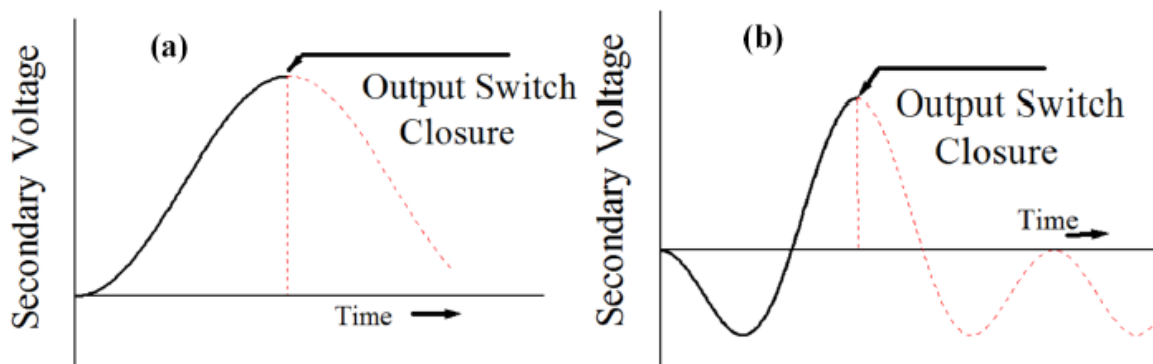 (a)
Output Switch
Closure
Secondary Voltage
Time
(b)
Output Switch
Closure
Secondary Voltage
Time